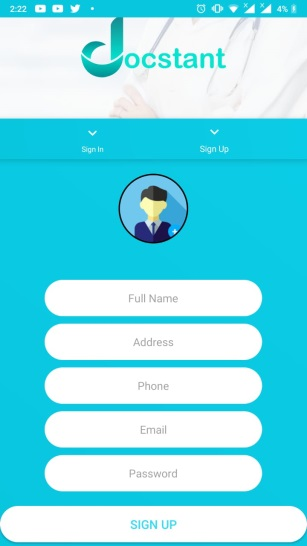 2:22
4%
Docstant
Sign In
Sign Up
Full Name
Address
Phone
Email
Password
SIGN UP